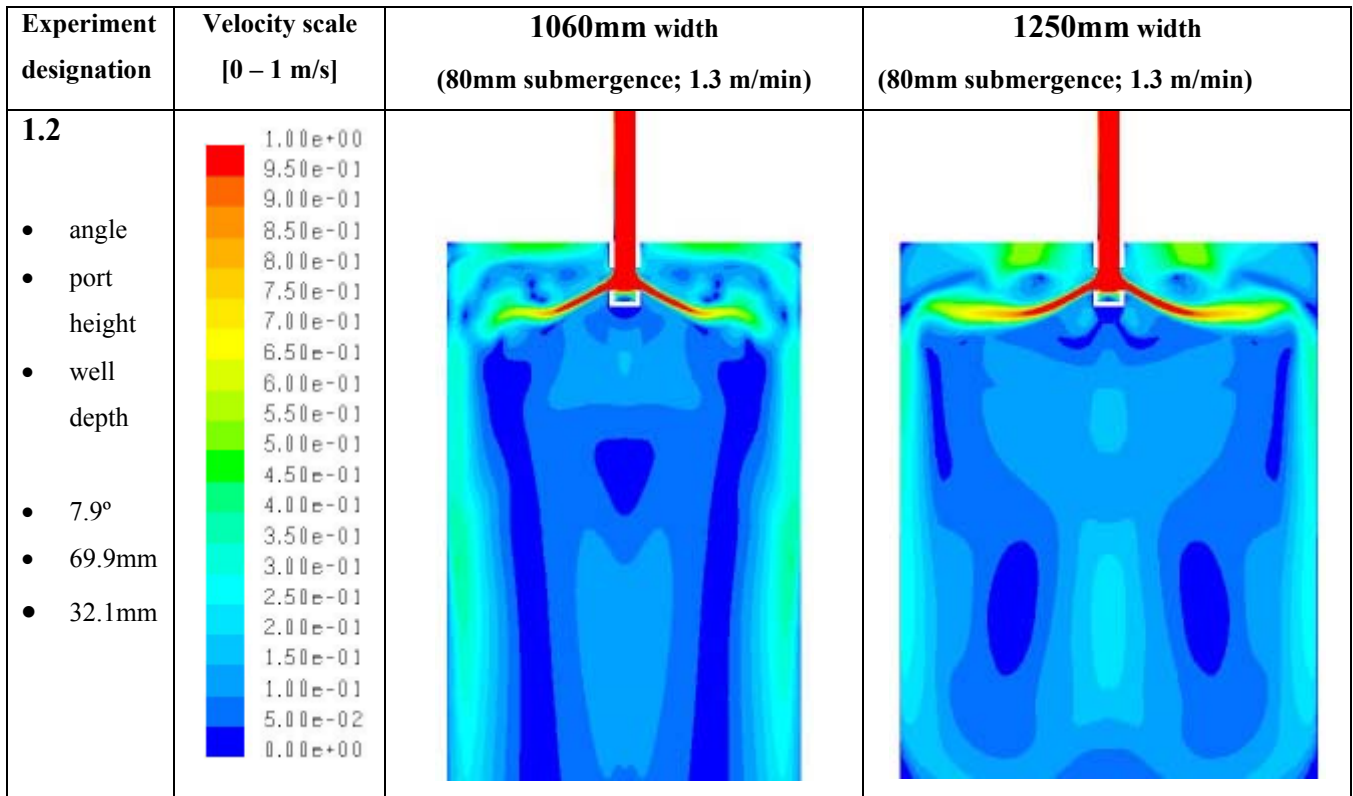 Experiment designation
Velocity scale
[0 – 1 m/s]
1060mm width
(80mm submergence; 1.3 m/min)
1250mm width
(80mm submergence; 1.3 m/min)
1.2
• angle
• port
height
• well
depth
• 7.9º
• 69.9mm
• 32.1mm
1.00e+00
9.50e-01
9.00e-01
8.50e-01
8.00e-01
7.50e-01
7.00e-01
6.50e-01
6.00e-01
5.50e-01
5.00e-01
4.50e-01
4.00e-01
3.50e-01
3.00e-01
2.50e-01
2.00e-01
1.50e-01
1.00e-01
5.00e-02
0.00e+00